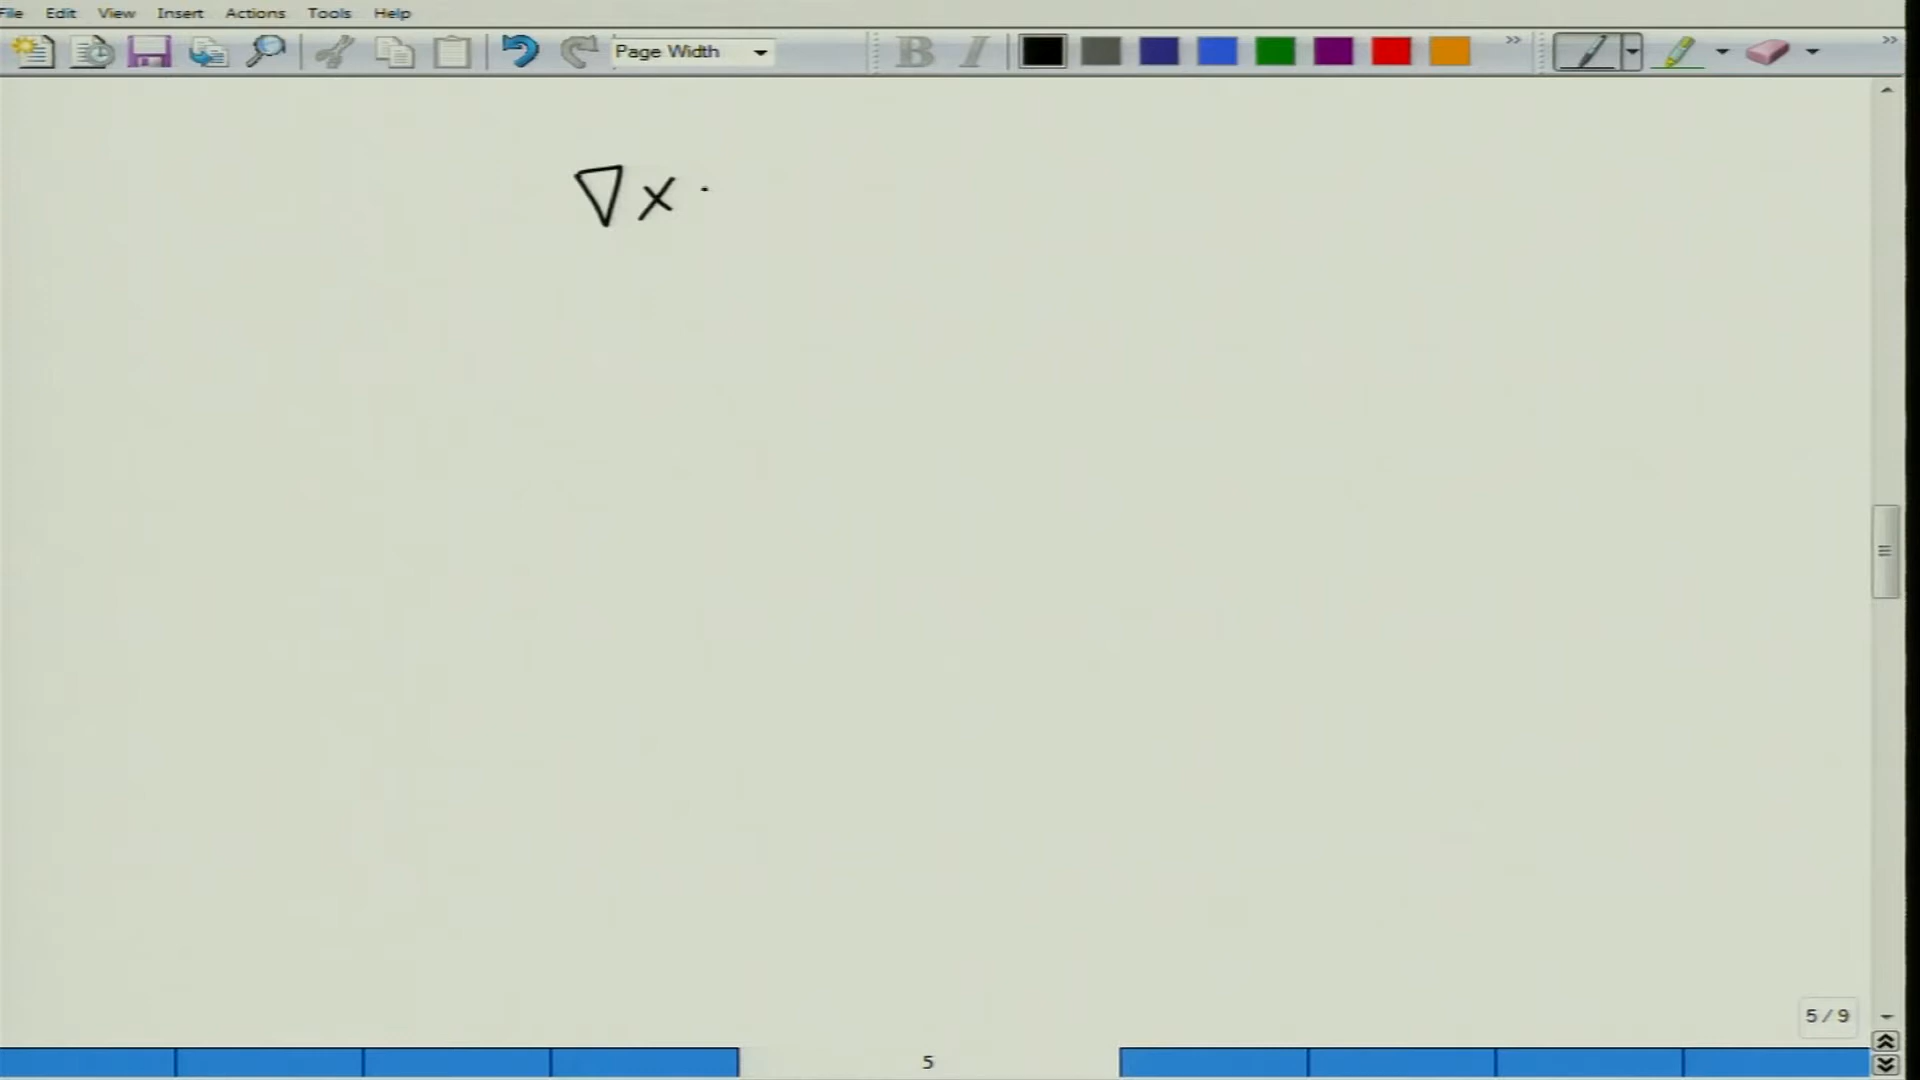 File Edit View Insert Actions Tools Help
Page Width B I
∇×
5 / 9
5